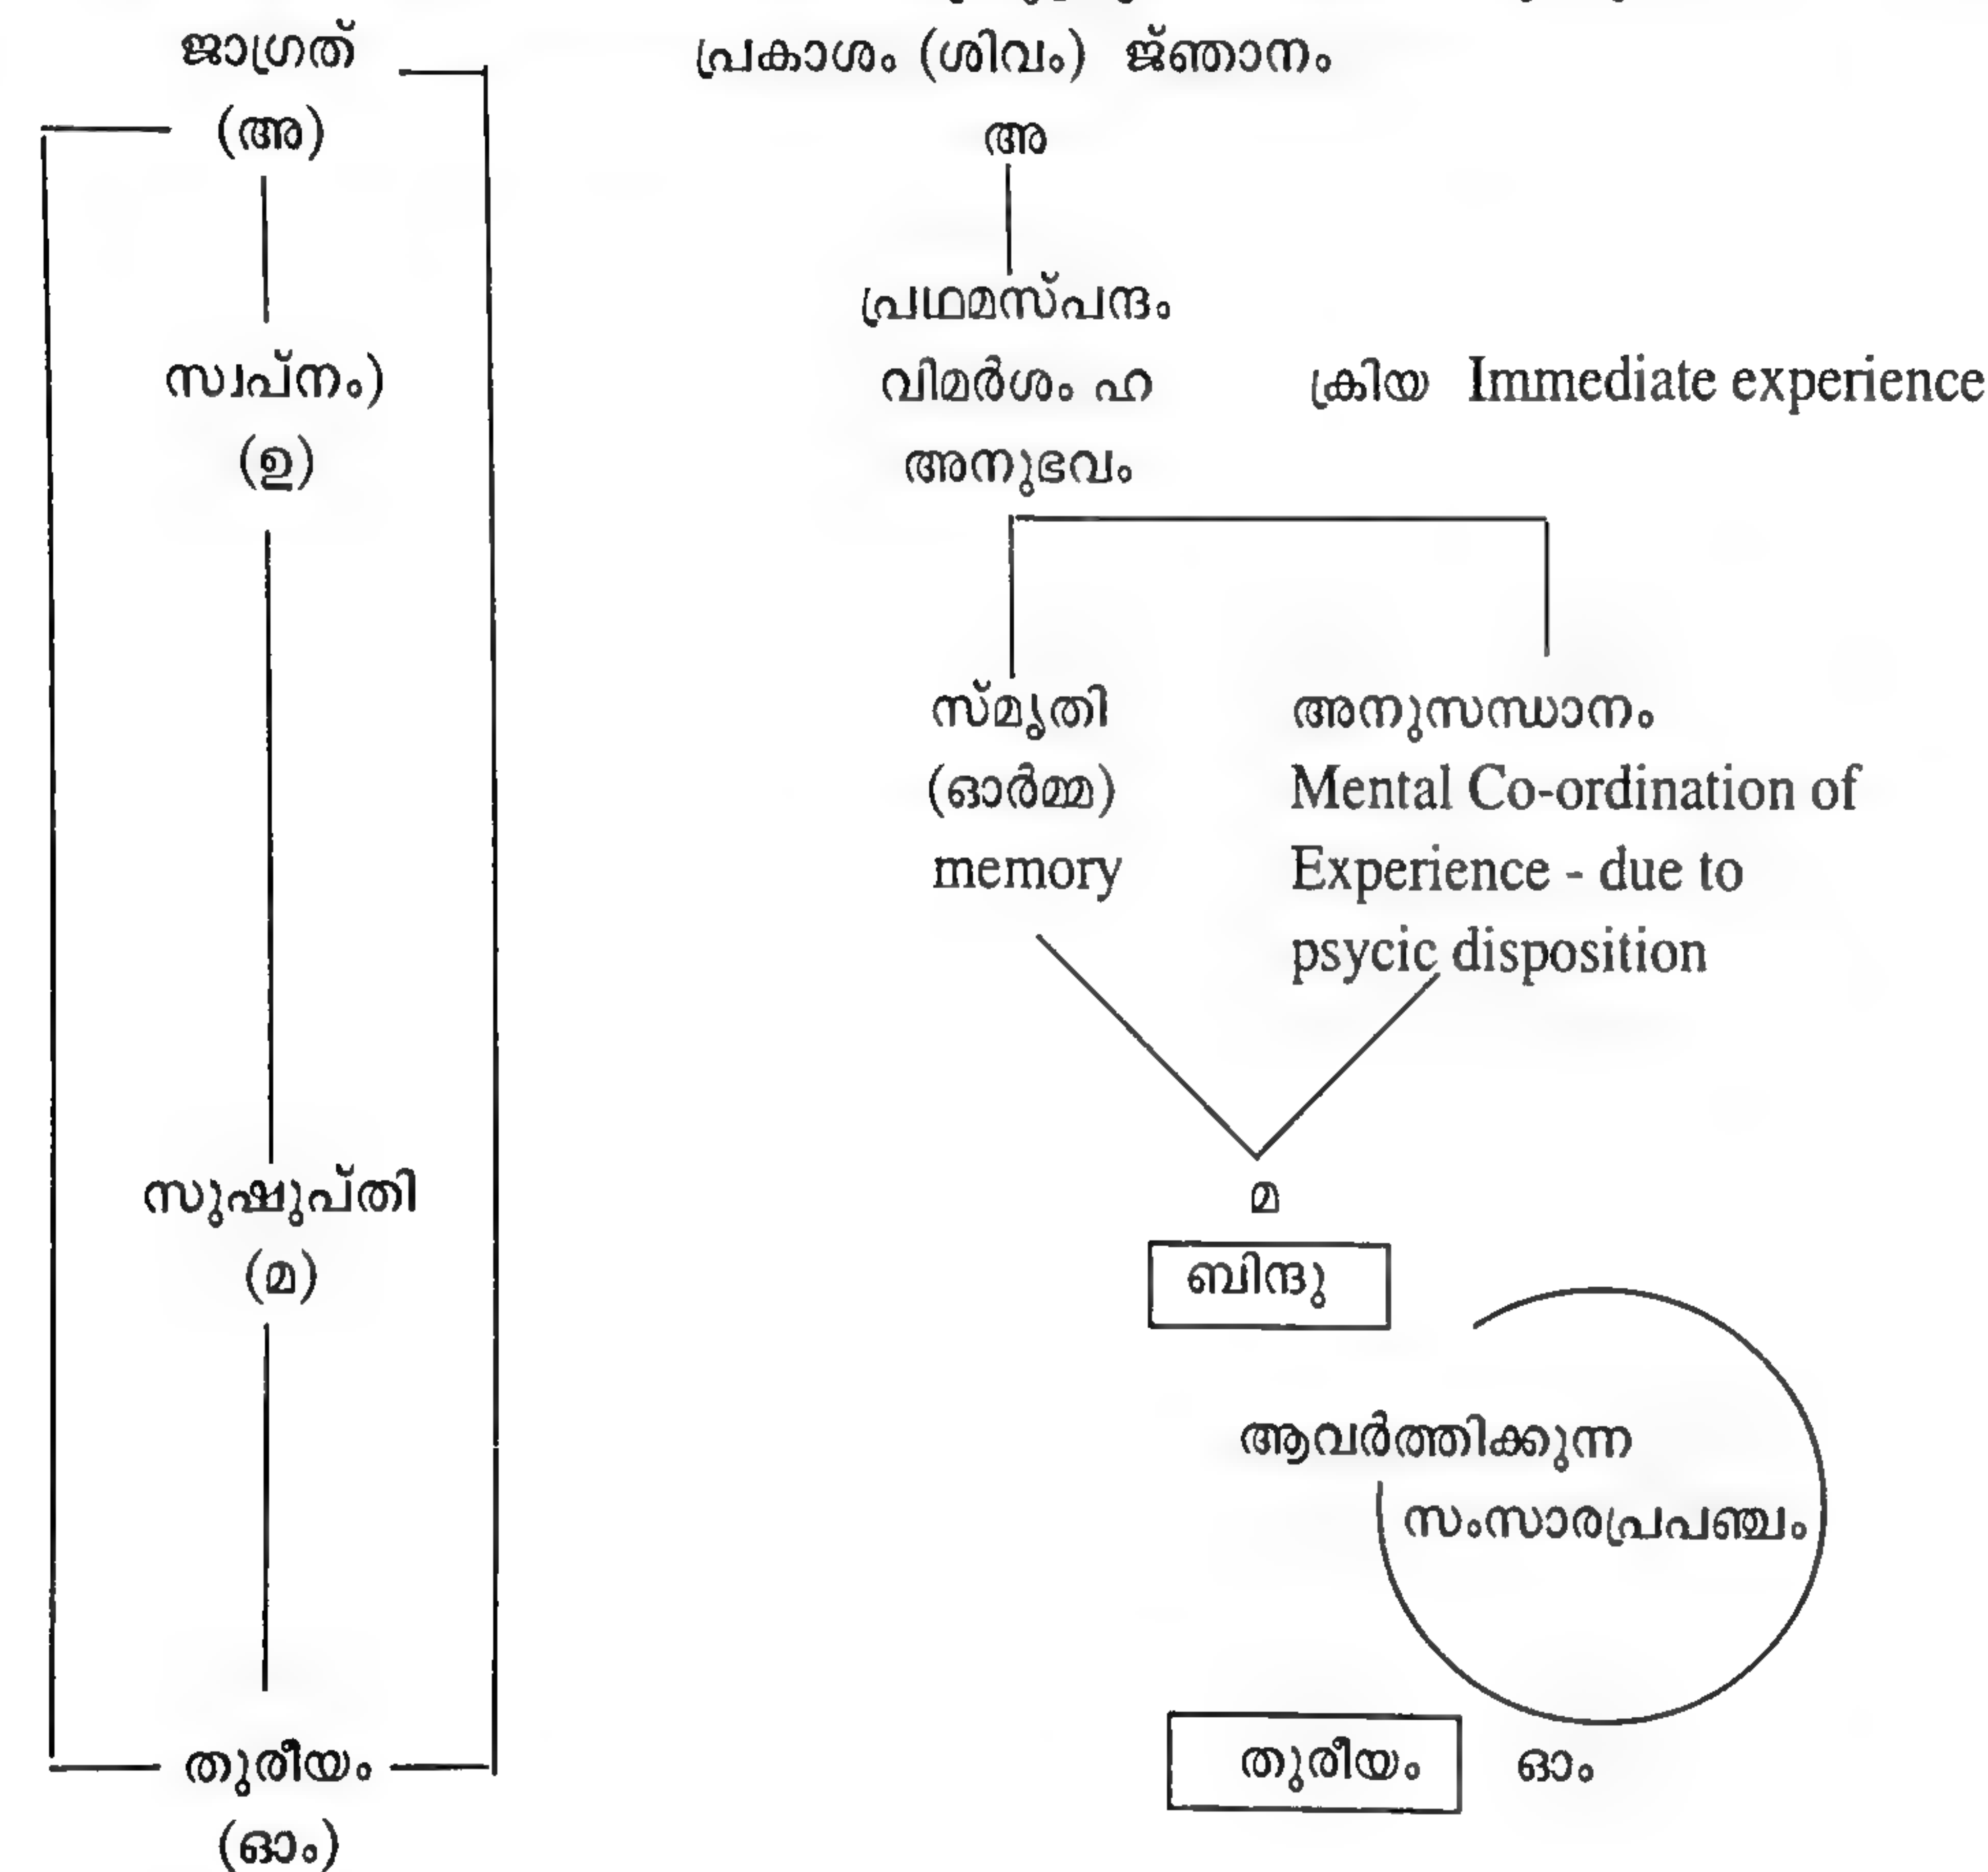 ജാഗ്രത്
(അ)
സ്വപ്നം)
(ഉ)
സുഷുപ്തി
(മ)
തുരീയം
(ഓം)
പ്രകാശം (ശിവം) ജ്ഞാനം
അ
പ്രഥമസ്പന്ദം
വിമർശം ഹ ക്രിയ Immediate experience
അനുഭവം
സ്മൃതി
(ഓർമ്മ)
memory
അനുസന്ധാനം
Mental Co-ordination of
Experience - due to
psycic disposition
മ
ബിന്ദു
ആവർത്തിക്കുന്ന
സംസാരപ്രപഞ്ചം
തുരീയം ഓം